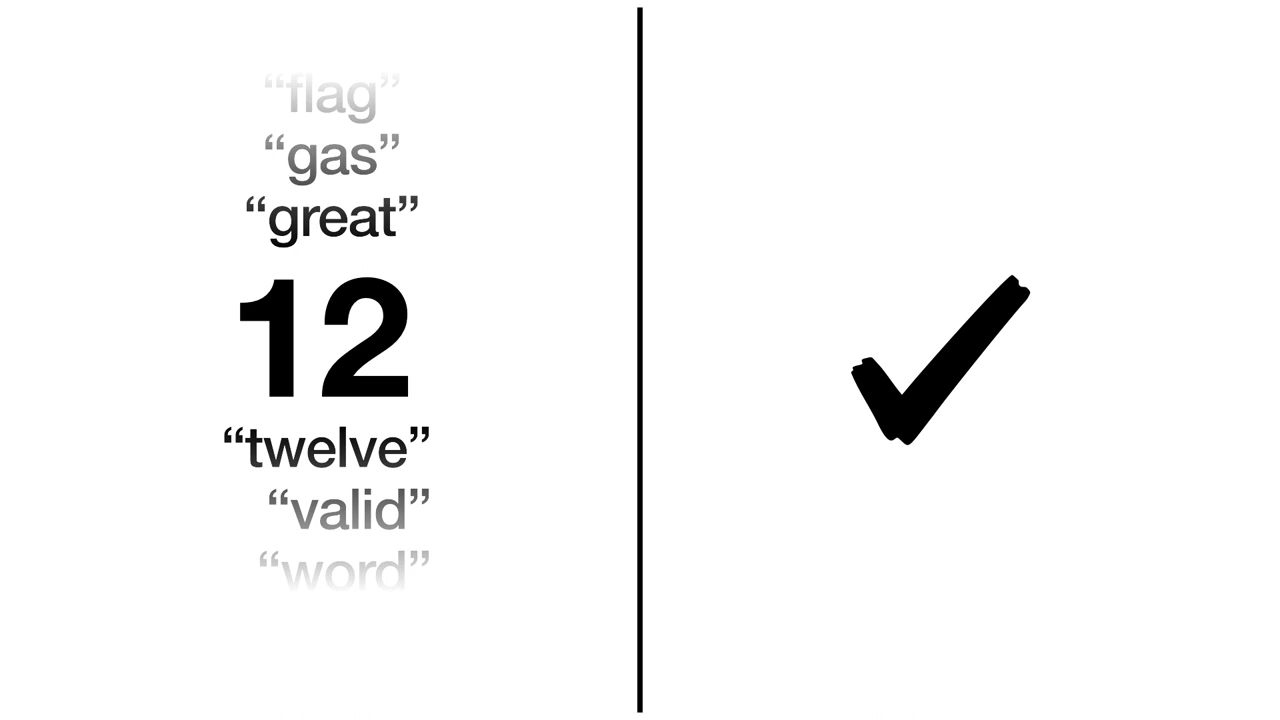 “flag”
“gas”
“great”
12
“twelve”
“valid”
“word”